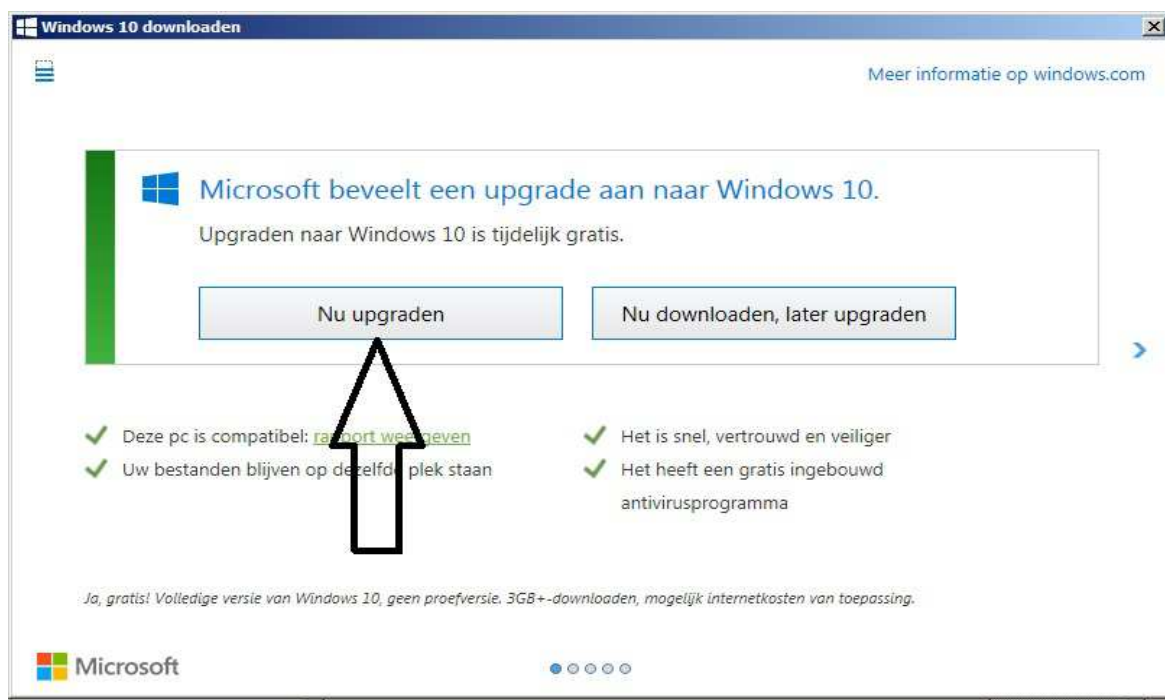 Windows 10 downloaden
Meer informatie op windows.com
Microsoft beveelt een upgrade aan naar Windows 10.
Upgraden naar Windows 10 is tijdelijk gratis.
Nu upgraden
Nu downloaden, later upgraden
Deze pc is compatibel: rapport weergeven
Uw bestanden blijven op dezelfde plek staan
Het is snel, vertrouwd en veiliger
Het heeft een gratis ingebouwd
antivirusprogramma
Ja, gratis! Volledige versie van Windows 10, geen proefversie. 3GB+-downloaden, mogelijk internetkosten van toepassing.
Microsoft